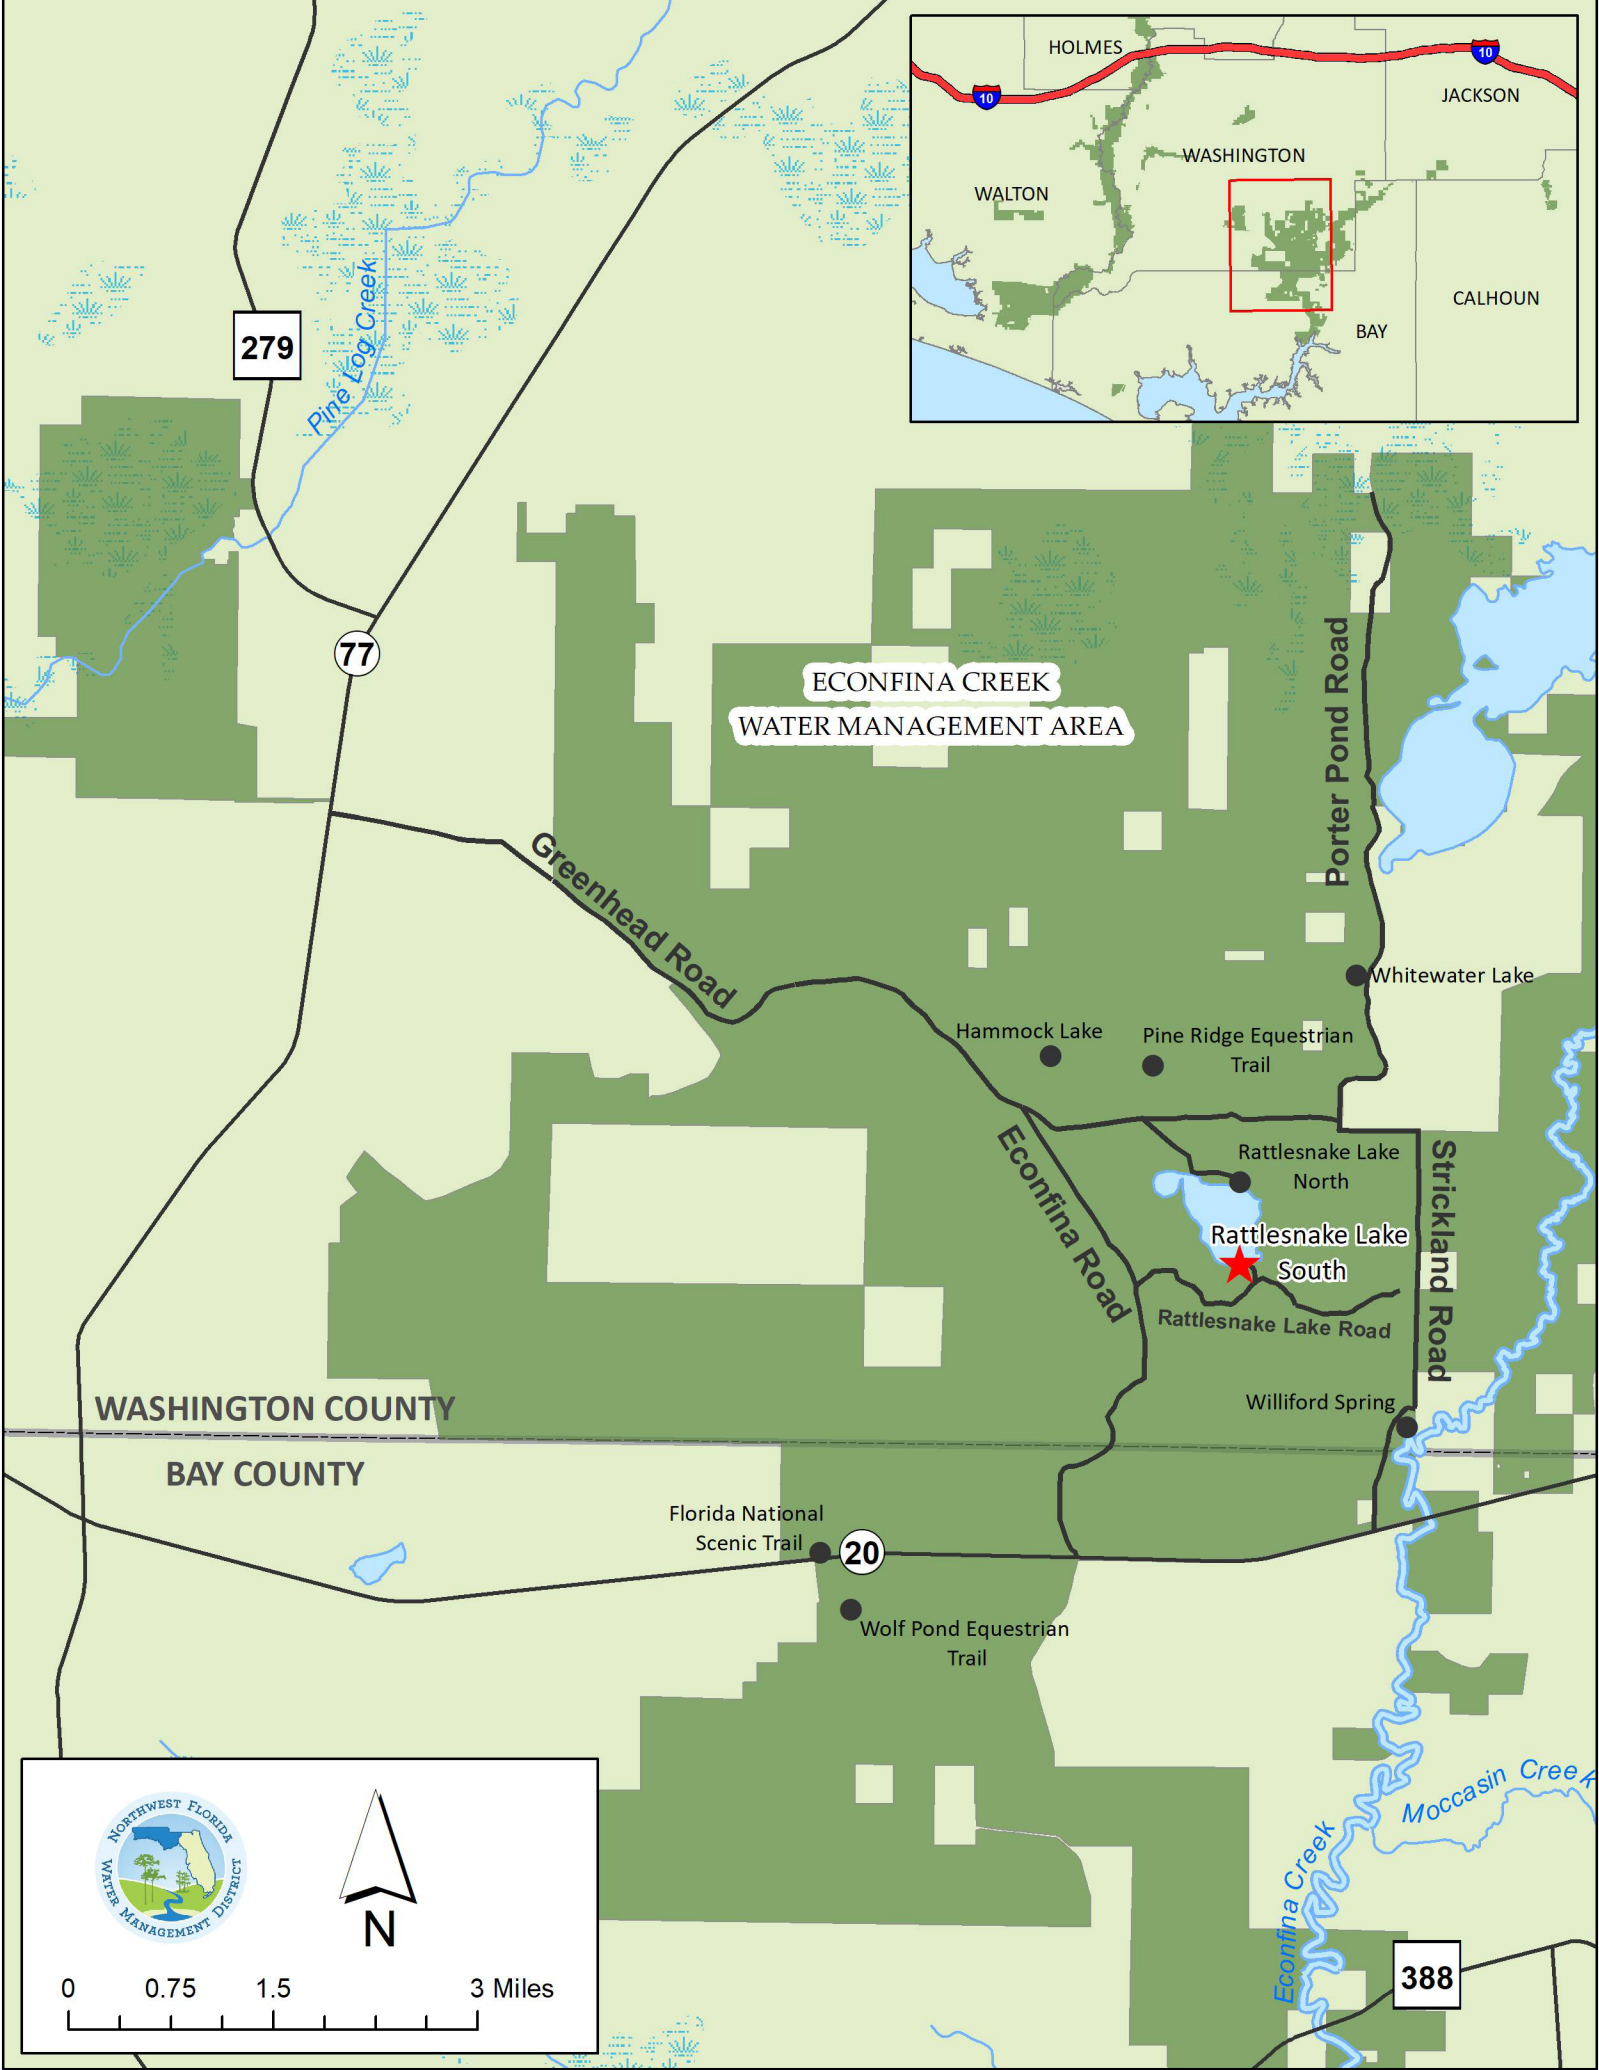 HOLMES
10
10
JACKSON
WASHINGTON
WALTON
CALHOUN
BAY
279
Pine Log Creek
77
ECONFINA CREEK
WATER MANAGEMENT AREA
Porter Pond Road
Greenhead Road
Whitewater Lake
Hammock Lake
Pine Ridge Equestrian
Trail
Econfina Road
Rattlesnake Lake
North
Strickland Road
Rattlesnake Lake
South
Rattlesnake Lake Road
Williford Spring
WASHINGTON COUNTY
BAY COUNTY
Florida National
Scenic Trail
20
Wolf Pond Equestrian
Trail
Moccasin Creek
Econfina Creek
388
NORTHWEST FLORIDA
WATER MANAGEMENT DISTRICT
N
0 0.75 1.5 3 Miles